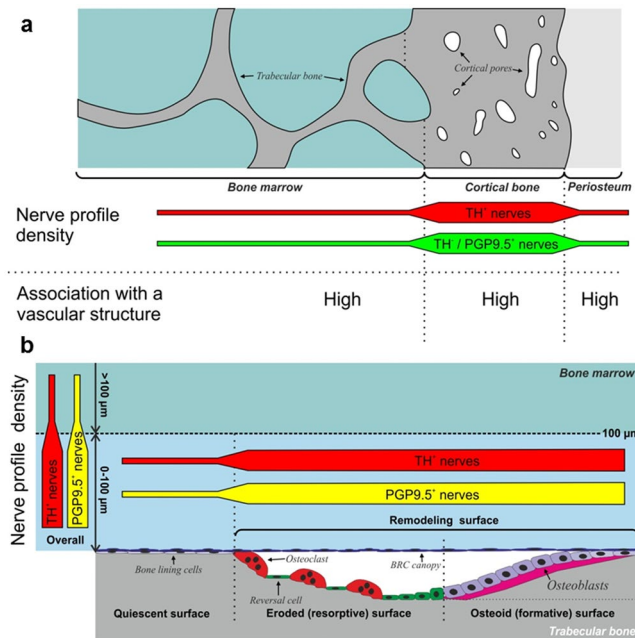 a
Trabecular bone
Cortical pores
Bone marrow
Cortical bone
Periosteum
Nerve profile
density
TH⁺ nerves
TH⁻ / PGP9.5⁺ nerves
Association with a
vascular structure
High
High
High
b
Nerve profile density
>100 µm
0-100 µm
TH⁺ nerves
PGP9.5⁺ nerves
Overall
Bone marrow
100 µm
TH⁺ nerves
PGP9.5⁺ nerves
Remodeling surface
Bone lining cells
Osteoclast
BRC canopy
Reversal cell
Osteoblasts
Quiescent surface
Eroded (resorptive) surface
Osteoid (formative) surface
Trabecular bone